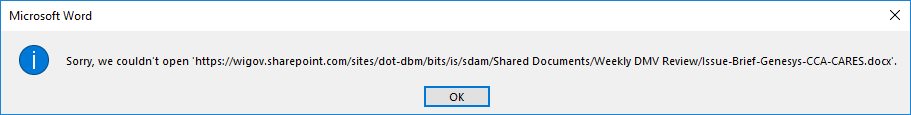 Microsoft Word
Sorry, we couldn't open 'https://wigov.sharepoint.com/sites/dot-dbm/bits/is/sdam/Shared Documents/Weekly DMV Review/Issue-Brief-Genesys-CCA-CARES.docx'.
OK